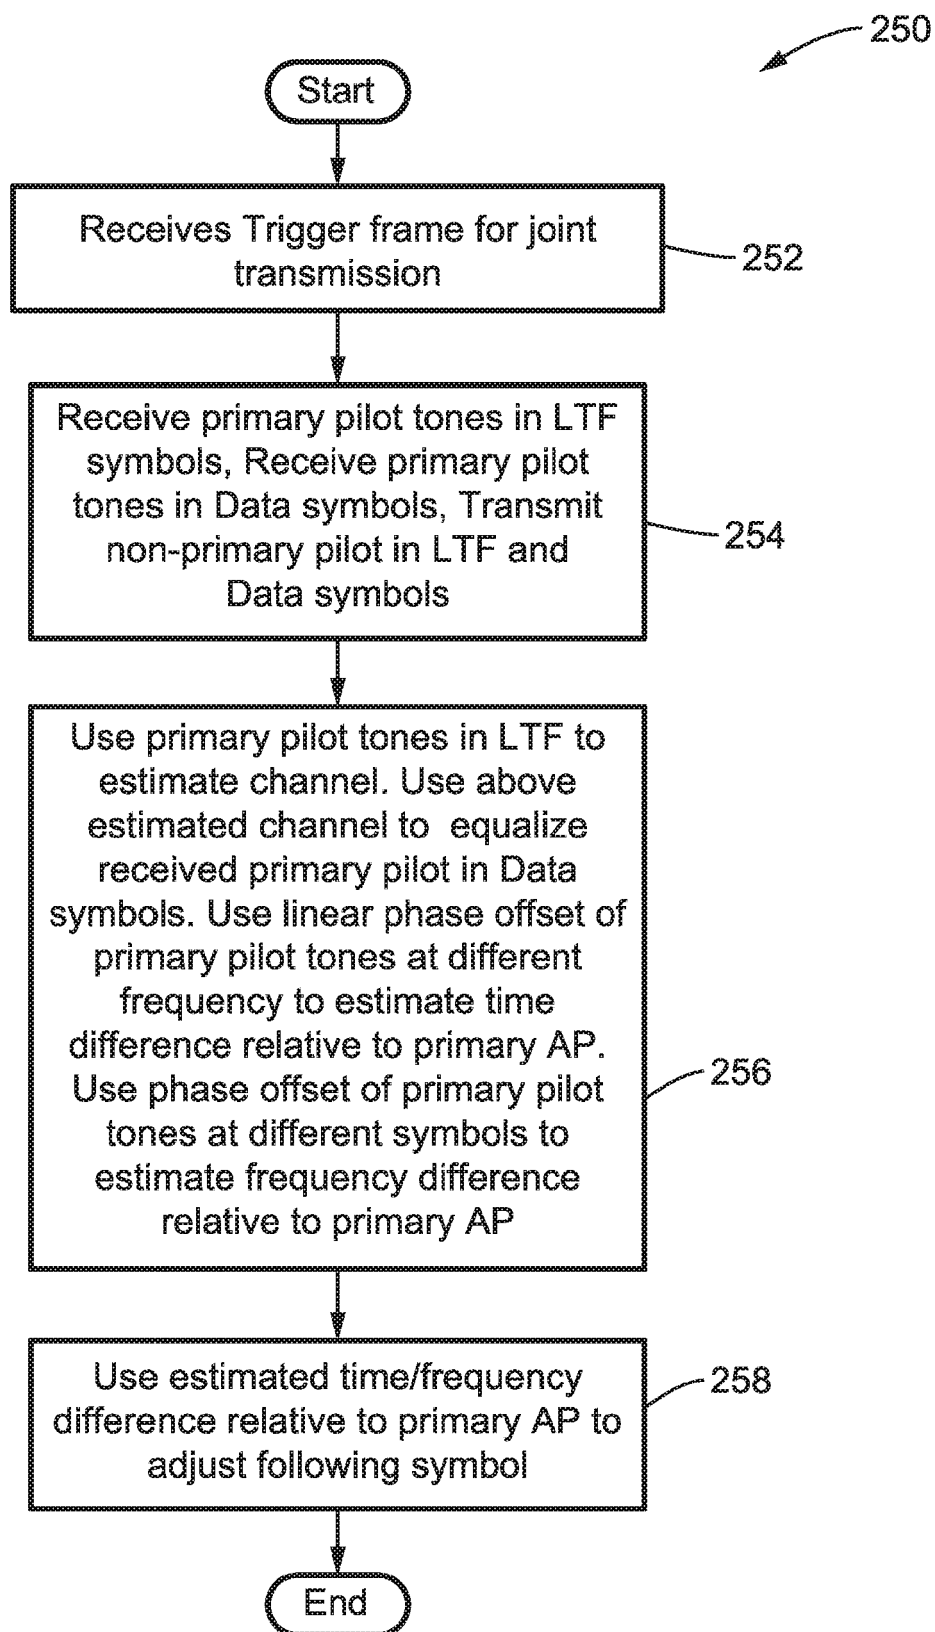 250
Start
Receives Trigger frame for joint
transmission
252
Receive primary pilot tones in LTF
symbols, Receive primary pilot
tones in Data symbols, Transmit
non-primary pilot in LTF and
Data symbols
254
Use primary pilot tones in LTF to
estimate channel. Use above
estimated channel to equalize
received primary pilot in Data
symbols. Use linear phase offset of
primary pilot tones at different
frequency to estimate time
difference relative to primary AP.
Use phase offset of primary pilot
tones at different symbols to
estimate frequency difference
relative to primary AP
256
Use estimated time/frequency
difference relative to primary AP to
adjust following symbol
258
End